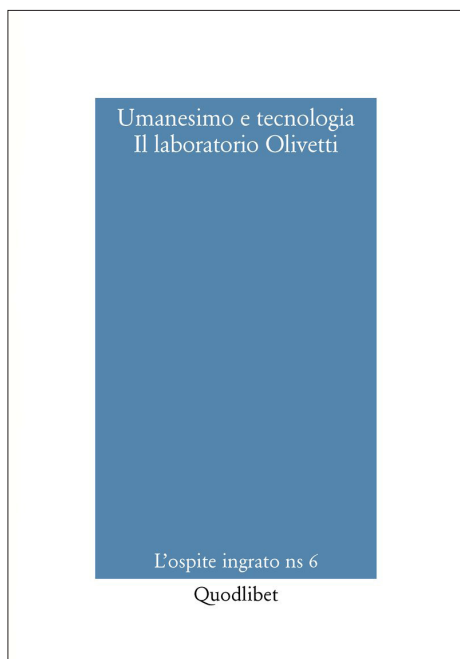 Umanesimo e tecnologia
Il laboratorio Olivetti
L'ospite ingrato ns 6
Quodlibet